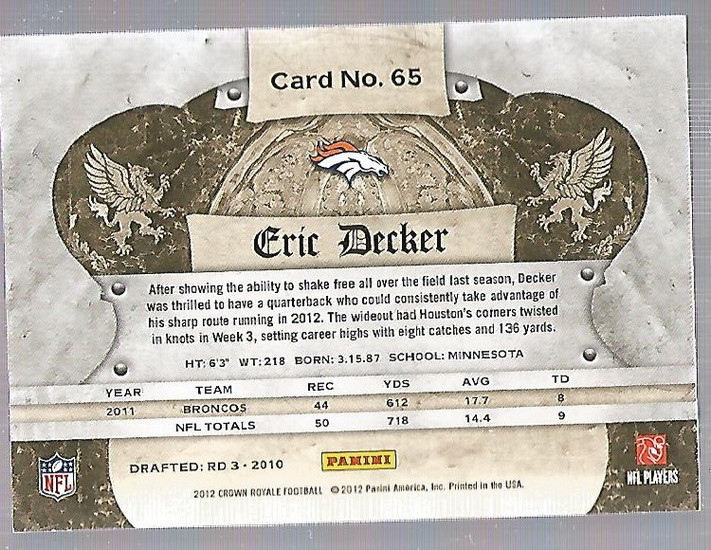 Card No. 65
Eric Decker
After showing the ability to shake free all over the field last season, Decker
was thrilled to have a quarterback who could consistently take advantage of
his sharp route running in 2012. The wideout had Houston's corners twisted
in knots in Week 3, setting career highs with eight catches and 136 yards.
HT: 6'3" WT: 218 BORN: 3.15.87 SCHOOL: MINNESOTA
YEAR TEAM REC YDS AVG TD
2011 BRONCOS 44 612 17.7 8
NFL TOTALS 50 718 14.4 9
DRAFTED: RD 3 • 2010 PANINI
NFL NFL PLAYERS
2012 CROWN ROYALE FOOTBALL © 2012 Panini America, Inc. Printed in the USA.